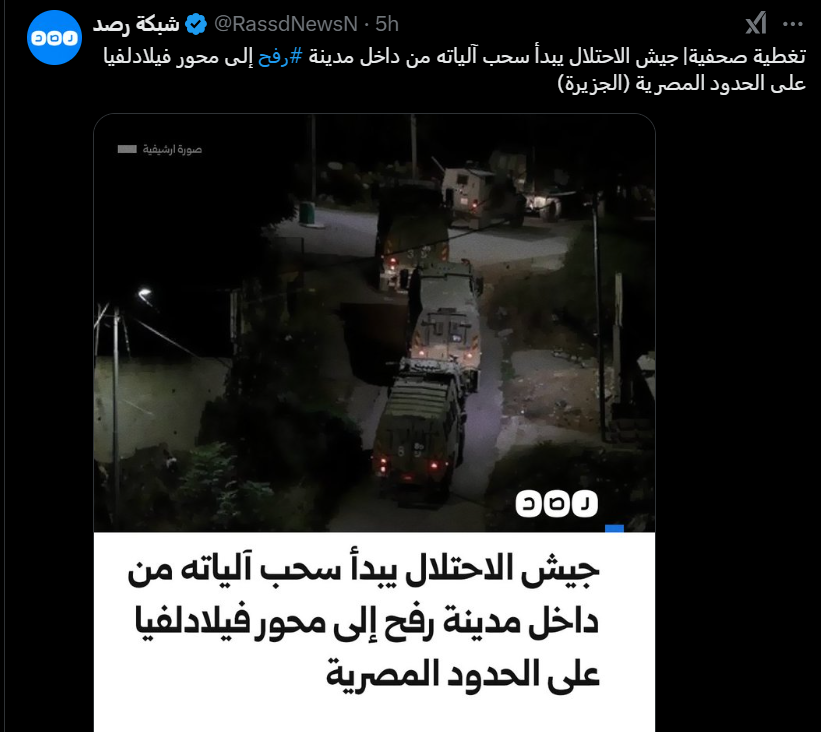 شبكة رصد @RassdNewsN · 5h
تغطية صحفية| جيش الاحتلال يبدأ سحب آلياته من داخل مدينة #رفح إلى محور فيلادلفيا
على الحدود المصرية (الجزيرة)
صورة ارشيفية
رصد
جيش الاحتلال يبدأ سحب آلياته من
داخل مدينة رفح إلى محور فيلادلفيا
على الحدود المصرية